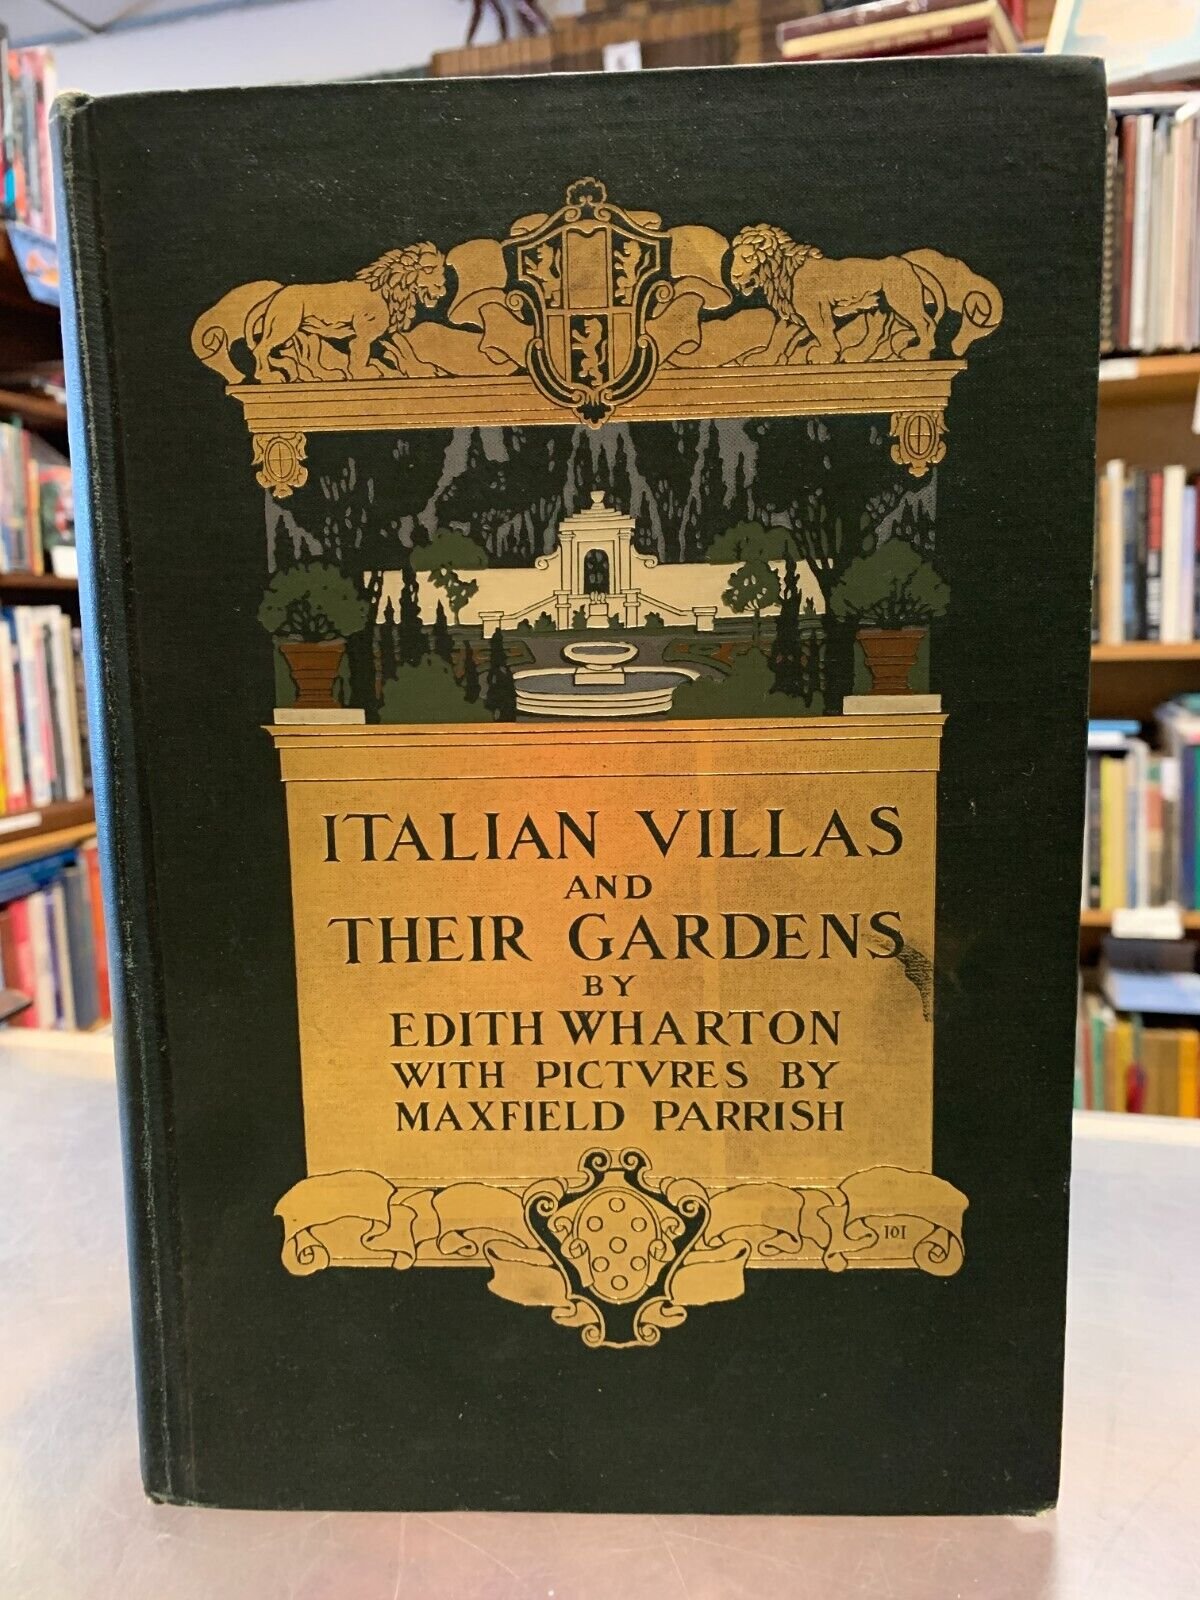 ITALIAN VILLAS
AND
THEIR GARDENS
BY
EDITH WHARTON
WITH PICTVRES BY
MAXFIELD PARRISH